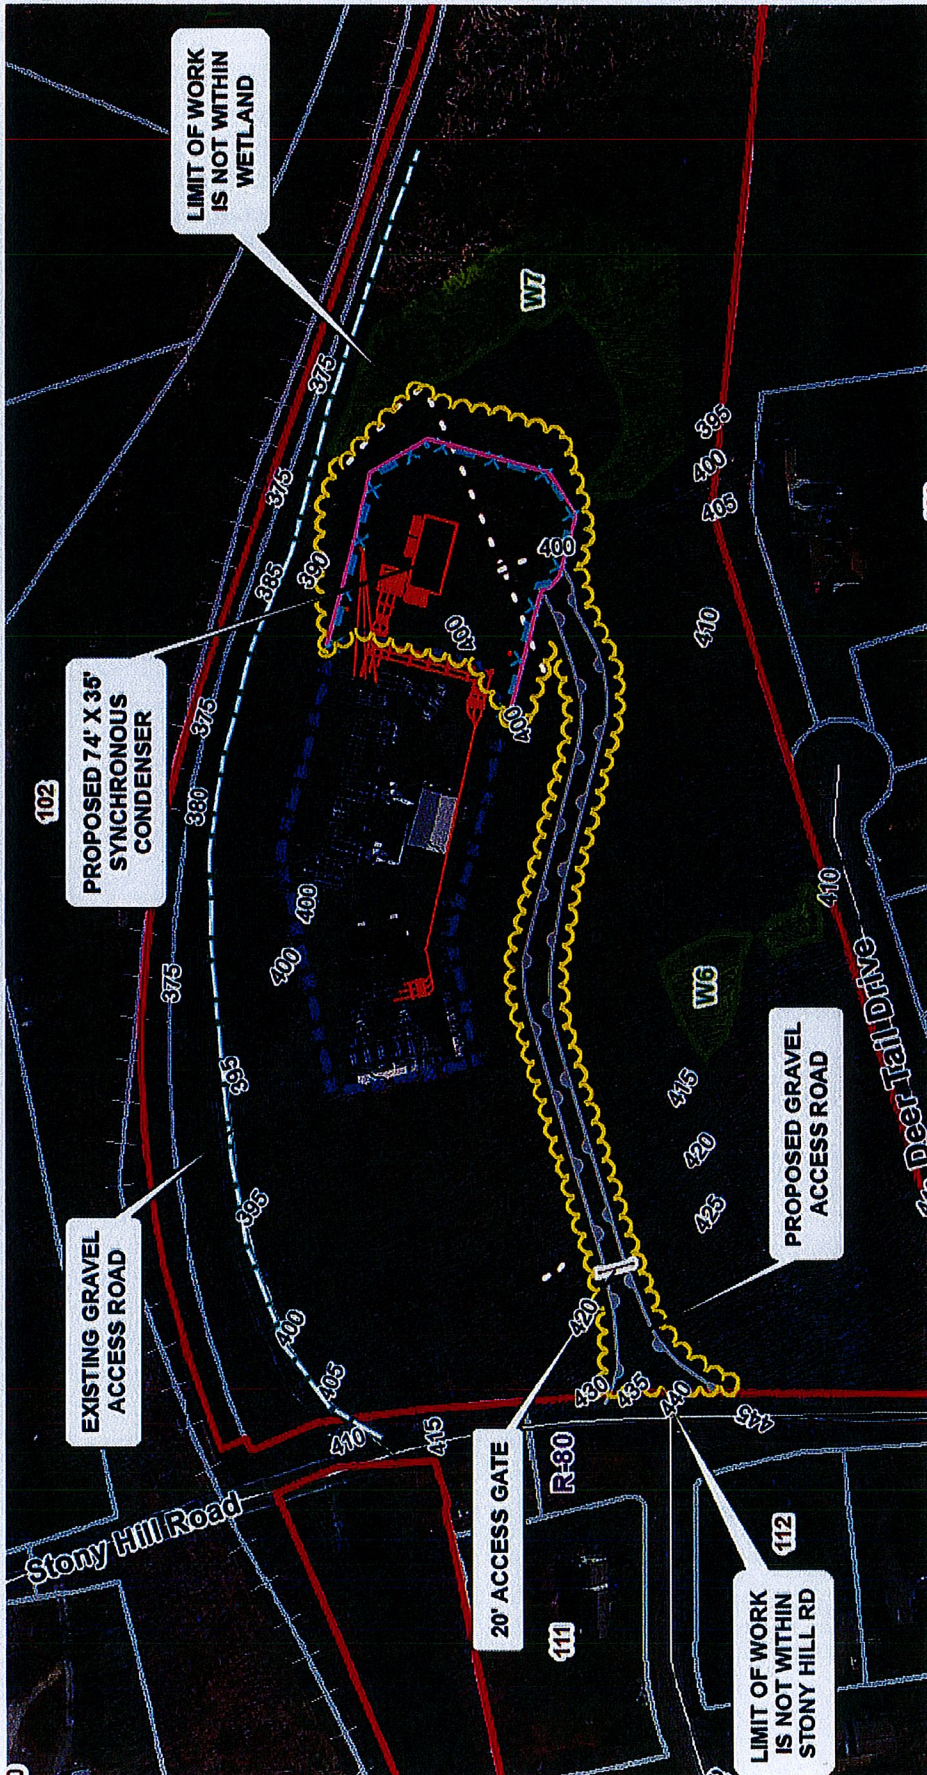 LIMIT OF WORK
IS NOT WITHIN
WETLAND
W7
375
375
385
390
395
400
405
400
410
400
400
PROPOSED 74' X 35'
SYNCHRONOUS
CONDENSER
102
375
380
400
400
410
375
W6
Deer Tail Drive
EXISTING GRAVEL
ACCESS ROAD
395
395
415
420
425
PROPOSED GRAVEL
ACCESS ROAD
400
405
410
415
420
430
435
440
445
Stony Hill Road
20' ACCESS GATE
R-80
111
112
LIMIT OF WORK
IS NOT WITHIN
STONY HILL RD